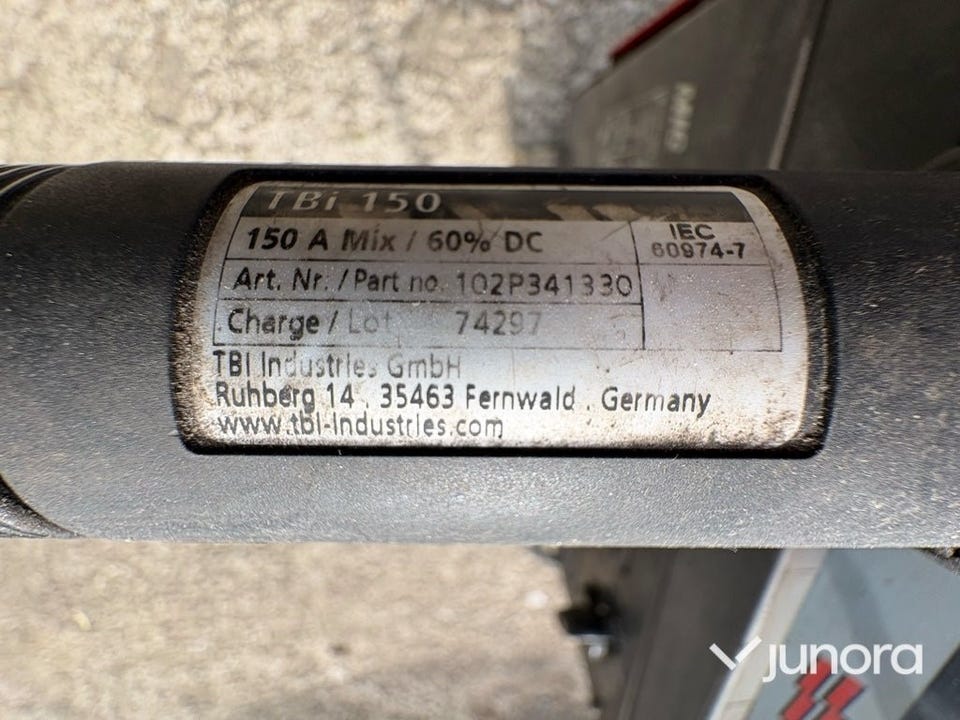 TBi 150
150 A Mix / 60% DC
IEC
60974-7
Art. Nr. / Part no. 102P341330
Charge / Lot 74297
TBI Industries GmbH
Ruhberg 14 . 35463 Fernwald . Germany
www.tbi-industries.com
junora